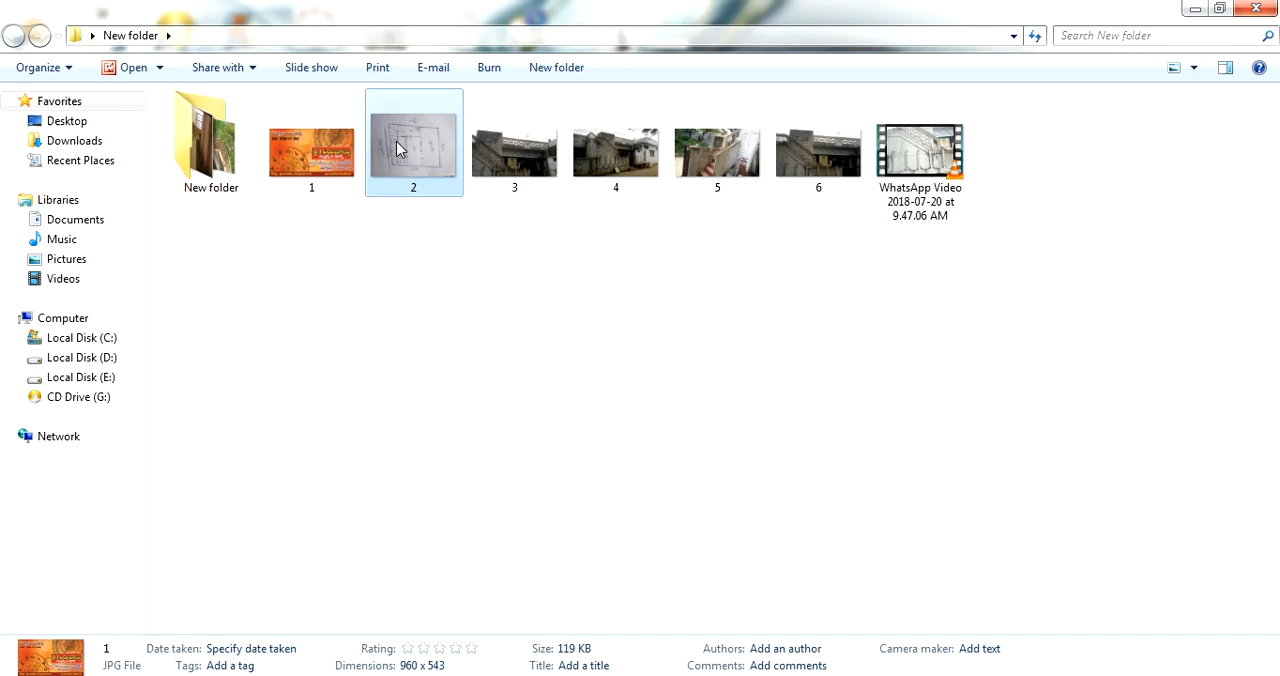 New folder
Search New folder
Organize
Open
Share with
Slide show
Print
E-mail
Burn
New folder
Favorites
Desktop
Downloads
Recent Places
Libraries
Documents
Music
Pictures
Videos
Computer
Local Disk (C:)
Local Disk (D:)
Local Disk (E:)
CD Drive (G:)
Network
New folder
1
2
3
4
5
6
WhatsApp Video
2018-07-20 at
9.47.06 AM
1
JPG File
Date taken: Specify date taken
Tags: Add a tag
Rating:
Dimensions: 960 x 543
Size: 119 KB
Title: Add a title
Authors: Add an author
Comments: Add comments
Camera maker: Add text